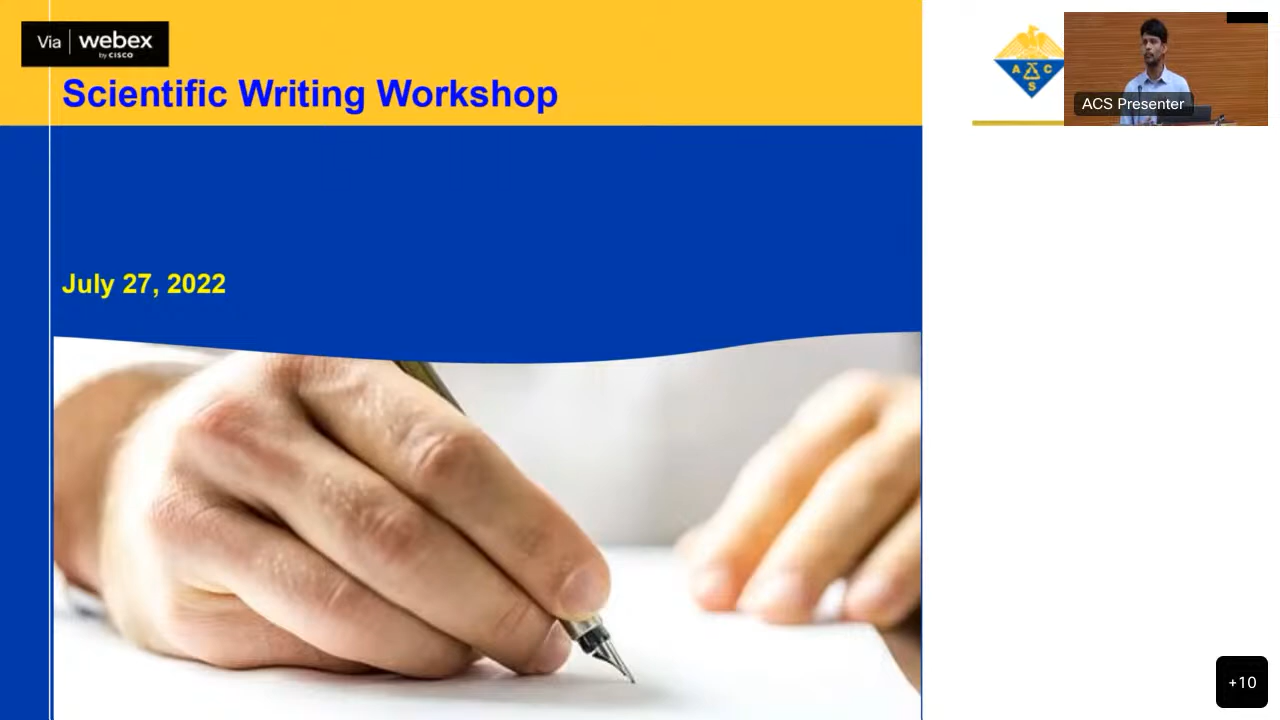 Via webex
by CISCO
Scientific Writing Workshop
July 27, 2022
A C
S
ACS Presenter
+10